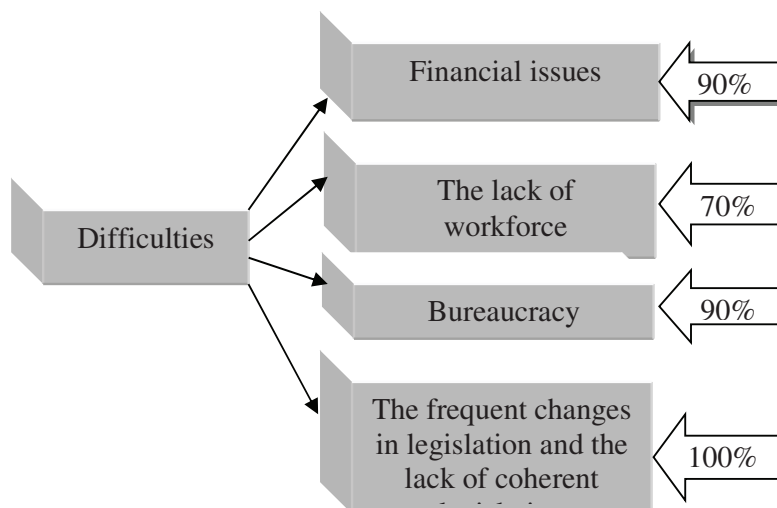 Financial issues
90%
The lack of
workforce
70%
Difficulties
Bureaucracy
90%
The frequent changes
in legislation and the
lack of coherent
100%